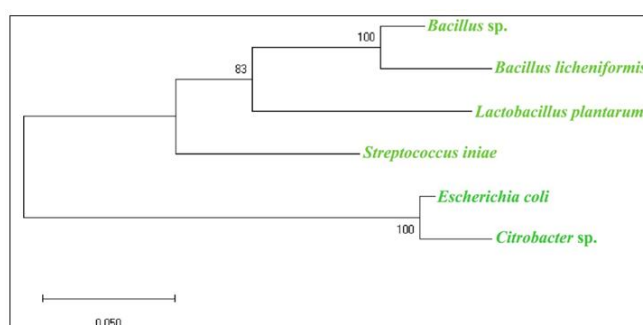 Bacillus sp.
100
Bacillus licheniformis
83
Lactobacillus plantarum
Streptococcus iniae
Escherichia coli
100
Citrobacter sp.
0.050